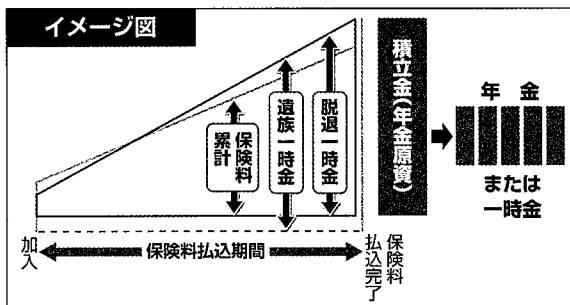 イメージ図
保険料
累計
遺族一時金
脱退一時金
積立金(年金原資)
年金
または
一時金
加入
保険料払込期間
保険料
払込完了